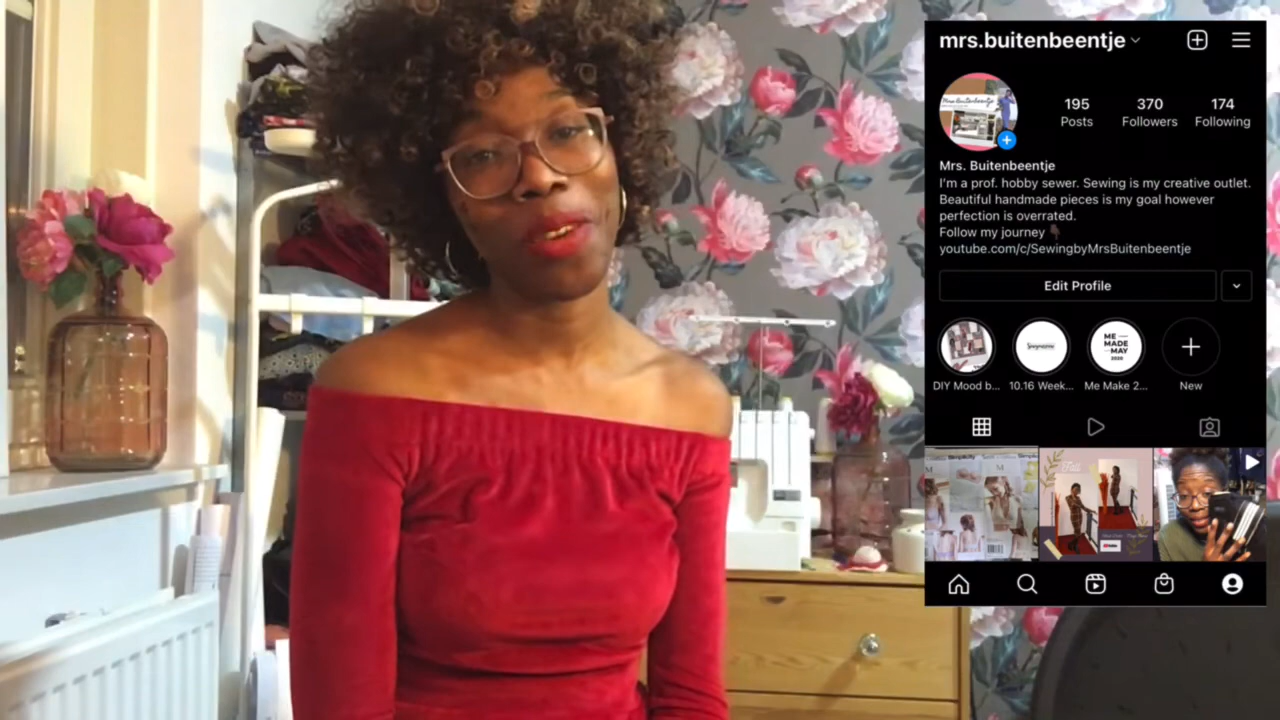 mrs.buitenbeentje
195
370
174
Posts
Followers
Following
Mrs. Buitenbeentje
I'm a prof. hobby sewer. Sewing is my creative outlet.
Beautiful handmade pieces is my goal however
perfection is overrated.
Follow my journey
youtube.com/c/SewingbyMrsBuitenbeentje
Edit Profile
ME
MADE
MAY
2020
DIY Mood b...
10.16 Week...
Me Make 2...
New